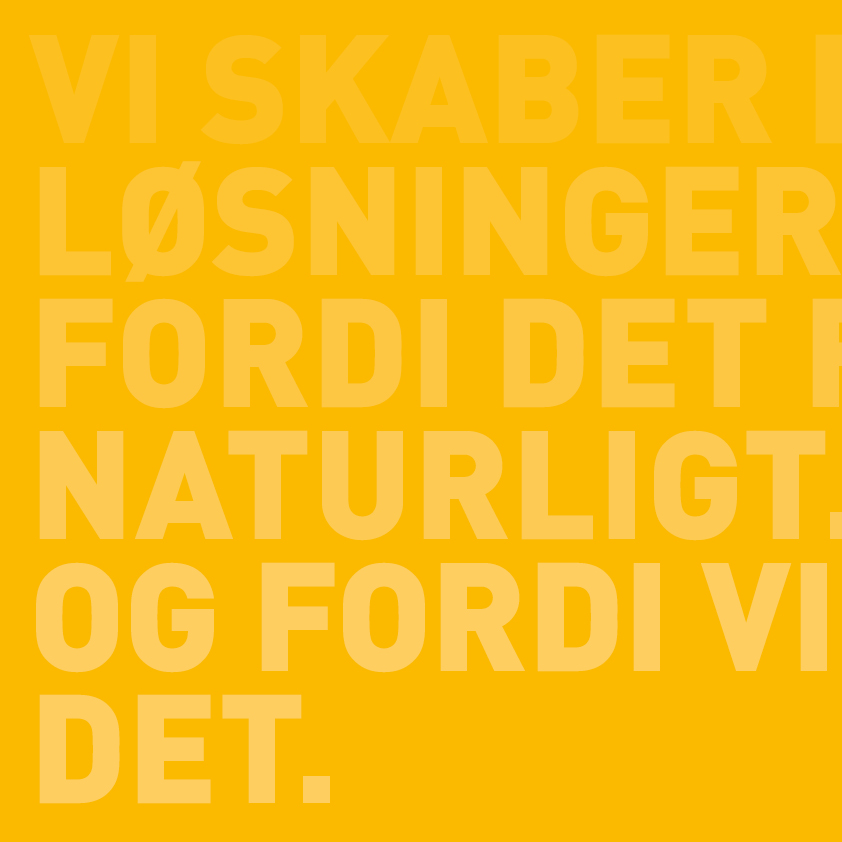 VI SKABER
LØSNINGER
FORDI DET
NATURLIGT.
OG FORDI VI
DET.